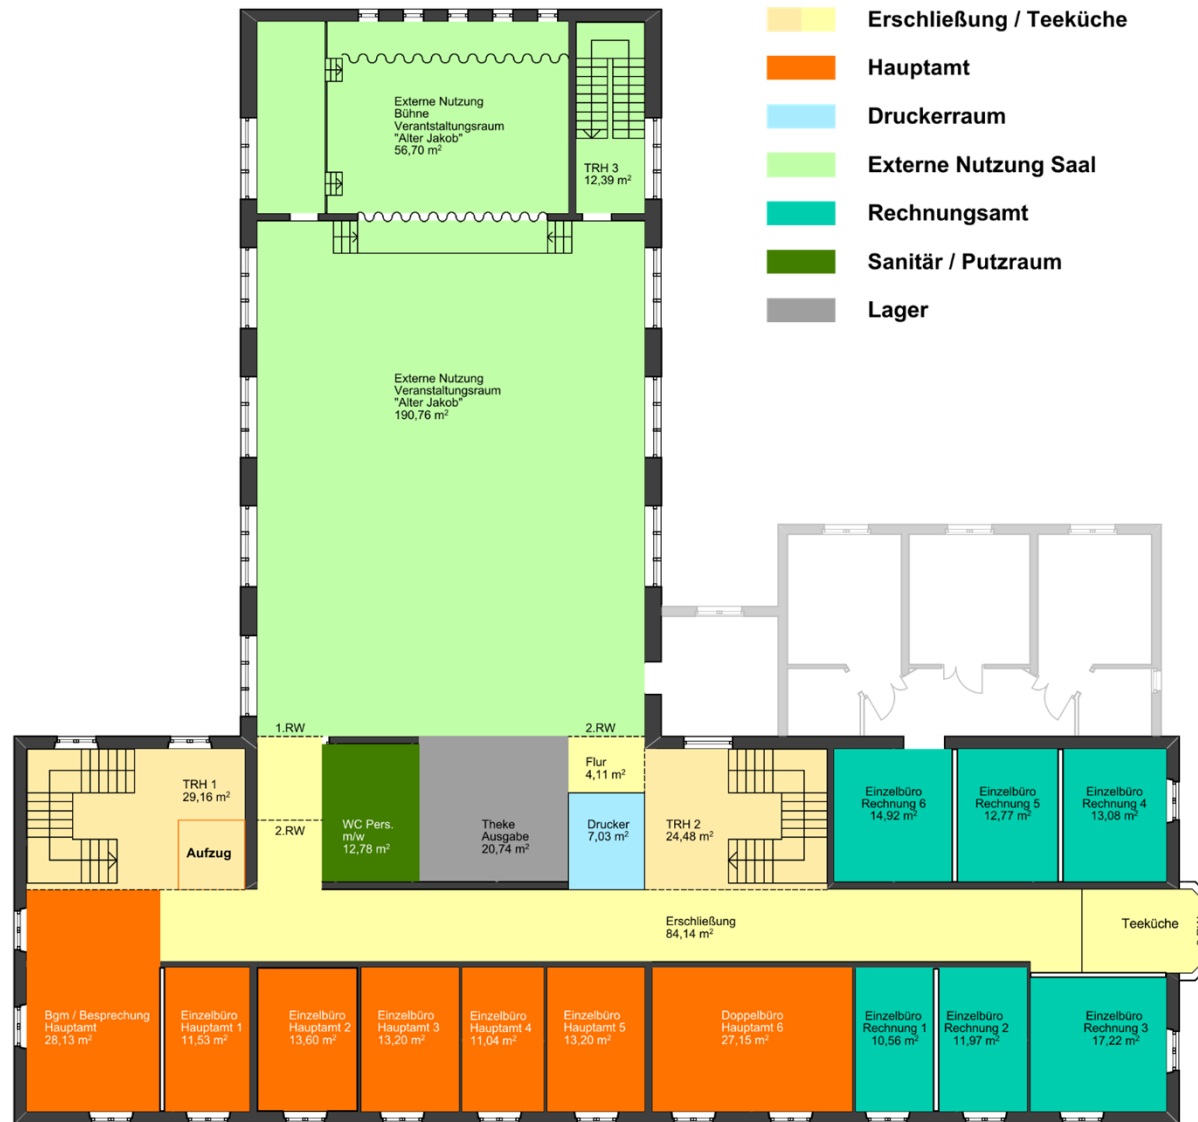 Erschließung / Teeküche
Hauptamt
Druckerraum
Externe Nutzung Saal
Rechnungsamt
Sanitär / Putzraum
Lager
Externe Nutzung
Bühne
Verantstaltungsraum
"Alter Jakob"
56,70 m²
TRH 3
12,39 m²
Externe Nutzung
Veranstaltungsraum
"Alter Jakob"
190,76 m²
1.RW
2.RW
TRH 1
29,16 m²
Aufzug
2.RW
WC Pers.
m/w
12,78 m²
Theke
Ausgabe
20,74 m²
Flur
4,11 m²
Drucker
7,03 m²
TRH 2
24,48 m²
Einzelbüro
Rechnung 6
14,92 m²
Einzelbüro
Rechnung 5
12,77 m²
Einzelbüro
Rechnung 4
13,08 m²
Erschließung
84,14 m²
Teeküche
Bgm / Besprechung
Hauptamt
28,13 m²
Einzelbüro
Hauptamt 1
11,53 m²
Einzelbüro
Hauptamt 2
13,60 m²
Einzelbüro
Hauptamt 3
13,20 m²
Einzelbüro
Hauptamt 4
11,04 m²
Einzelbüro
Hauptamt 5
13,20 m²
Doppelbüro
Hauptamt 6
27,15 m²
Einzelbüro
Rechnung 1
10,56 m²
Einzelbüro
Rechnung 2
11,97 m²
Einzelbüro
Rechnung 3
17,22 m²